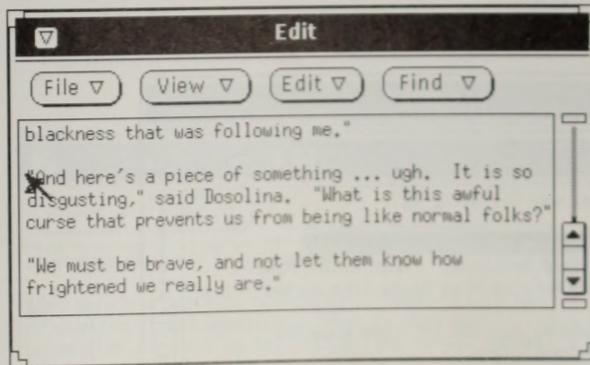 Edit
File View Edit Find
blackness that was following me."
"And here's a piece of something ... ugh. It is so
disgusting," said Dosolina. "What is this awful
curse that prevents us from being like normal folks?"
"We must be brave, and not let them know how
frightened we really are."